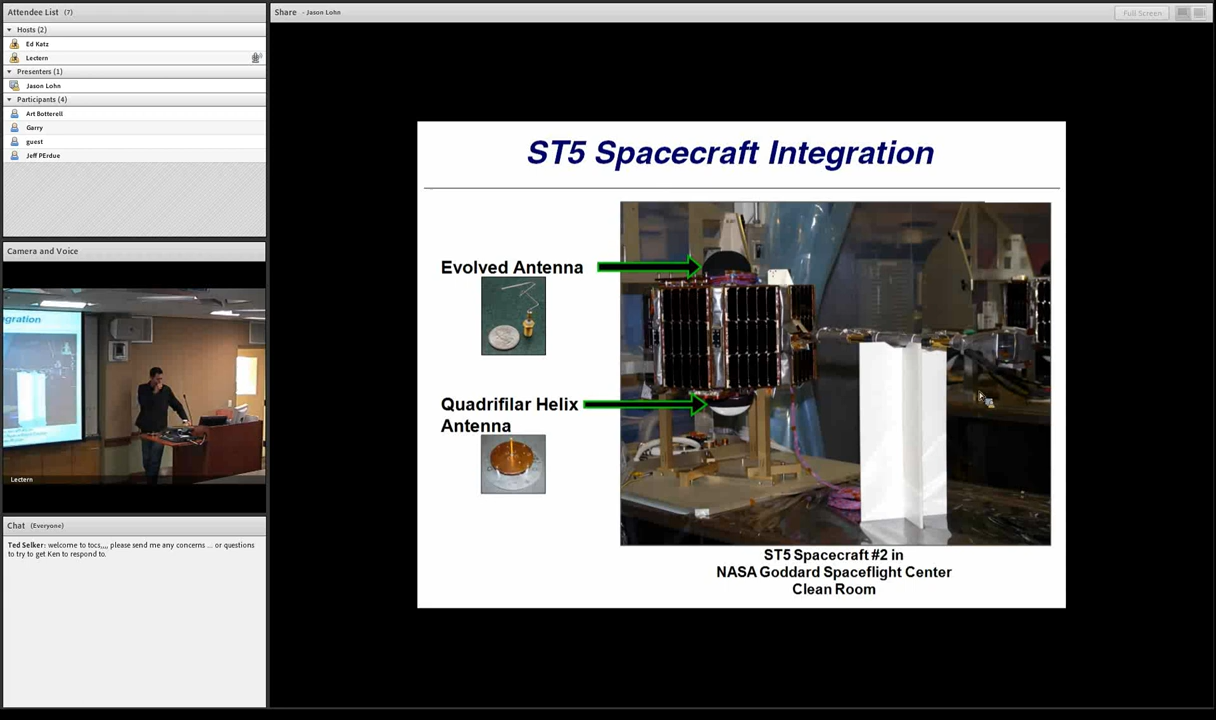 Attendee List (7)
Hosts (2)
Ed Katz
Lectern
Presenters (1)
Jason Lohn
Participants (4)
Art Botterell
Garry
guest
Jeff PErdue
Camera and Voice
egration
Lectern
Chat (Everyone)
Ted Selker: welcome to tocs,,,, please send me any concerns ... or questions
to try to get Ken to respond to.
Share - Jason Lohn
Full Screen
ST5 Spacecraft Integration
Evolved Antenna
Quadrifilar Helix
Antenna
ST5 Spacecraft #2 in
NASA Goddard Spaceflight Center
Clean Room